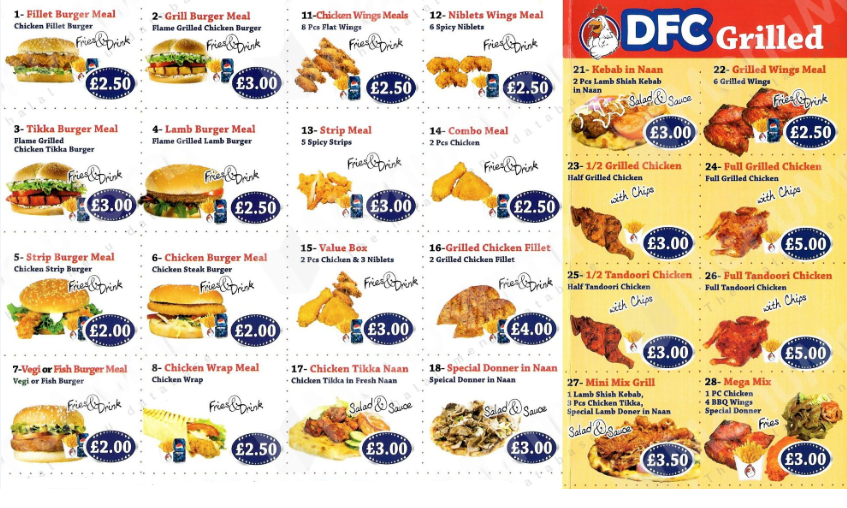 1- Fillet Burger Meal
Chicken Fillet Burger
Fries & Drink
£2.50
2- Grill Burger Meal
Flame Grilled Chicken Burger
Fries & Drink
£3.00
11-Chicken Wings Meals
8 Pcs Flat Wings
Fries & Drink
£2.50
12- Niblets Wings Meal
6 Spicy Niblets
Fries & Drink
£2.50
3- Tikka Burger Meal
Flame Grilled
Chicken Tikka Burger
Fries & Drink
£3.00
4- Lamb Burger Meal
Flame Grilled Lamb Burger
Fries & Drink
£2.50
13- Strip Meal
5 Spicy Strips
Fries & Drink
£3.00
14- Combo Meal
2 Pcs Chicken
Fries & Drink
£2.50
5- Strip Burger Meal
Chicken Strip Burger
Fries & Drink
£2.00
6- Chicken Burger Meal
Chicken Steak Burger
Fries & Drink
£2.00
15- Value Box
2 Pcs Chicken & 3 Niblets
Fries & Drink
£3.00
16-Grilled Chicken Fillet
2 Grilled Chicken Fillet
Fries & Drink
£4.00
7-Vegi or Fish Burger Meal
Vegi or Fish Burger
Fries & Drink
£2.00
8- Chicken Wrap Meal
Chicken Wrap
Fries & Drink
£2.50
17- Chicken Tikka Naan
Chicken Tikka in Fresh Naan
Salad & Sauce
£3.00
18- Special Donner in Naan
Speical Donner in Naan
Salad & Sauce
£3.00
DFC Grilled
21- Kebab in Naan
2 Pcs Lamb Shish Kebab
in Naan
Salad & Sauce
£3.00
22- Grilled Wings Meal
6 Grilled Wings
Fries & Drink
£2.50
23- 1/2 Grilled Chicken
Half Grilled Chicken
with Chips
£3.00
24- Full Grilled Chicken
Full Grilled Chicken
with Chips
£5.00
25- 1/2 Tandoori Chicken
Half Tandoori Chicken
with Chips
£3.00
26- Full Tandoori Chicken
Full Tandoori Chicken
with Chips
£5.00
27- Mini Mix Grill
1 Lamb Shish Kebab,
3 Pcs Chicken Tikka,
Special Lamb Doner in Naan
Salad & Sauce
£3.50
28- Mega Mix
1 PC Chicken
4 BBQ Wings
Special Donner
Fries
£3.00